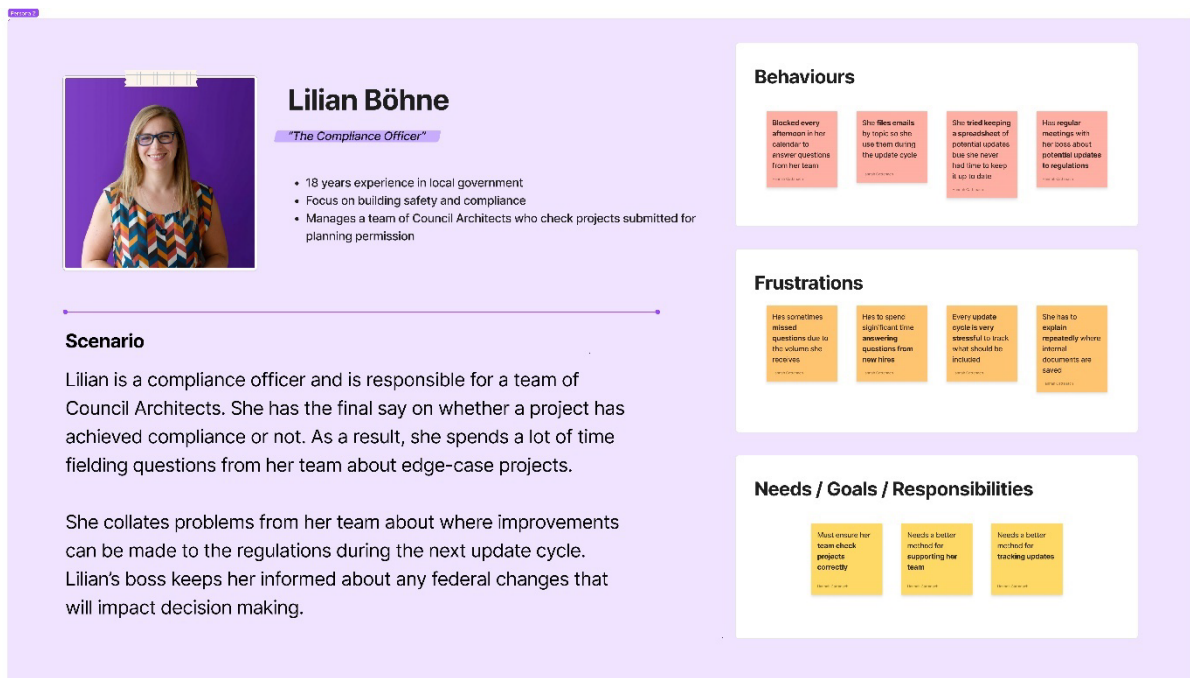 Persona 2
Lilian Böhne
"The Compliance Officer"
• 18 years experience in local government
• Focus on building safety and compliance
• Manages a team of Council Architects who check projects submitted for
planning permission
Scenario
Lilian is a compliance officer and is responsible for a team of
Council Architects. She has the final say on whether a project has
achieved compliance or not. As a result, she spends a lot of time
fielding questions from her team about edge-case projects.
She collates problems from her team about where improvements
can be made to the regulations during the next update cycle.
Lilian's boss keeps her informed about any federal changes that
will impact decision making.
Behaviours
Blocked every
afternoon in her
calendar to
answer questions
from her team
She files emails
by topic so she
use them during
the update cycle
She tried keeping
a spreadsheet of
potential updates
bue she never
had time to keep
it up to date
Has regular
meetings with
her boss about
potential updates
to regulations
Frustrations
Hes sometimes
missed
questions due to
the volume she
receives
Hes to spend
siginificant time
answering
questions from
new hires
Every update
cycle is very
stressful to track
what should be
included
She has to
explain
repeatedly where
internal
documents are
saved
Needs / Goals / Responsibilities
Must ensure her
team check
projects
correctly
Needs a better
method for
supporting her
team
Needs a better
method for
tracking updates